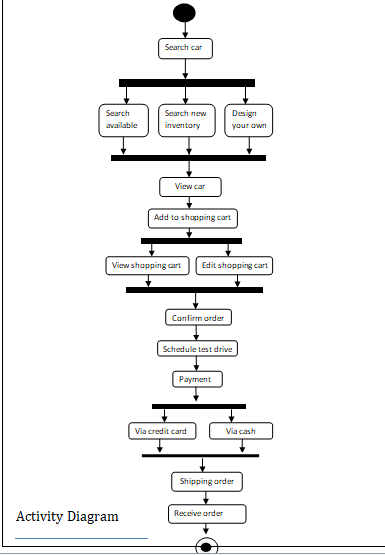 Search car
Search
available
Search new
inventory
Design
your own
View car
Add to shopping cart
View shopping cart
Edit shopping cart
Confirm order
Schedule test drive
Payment
Via credit card
Via cash
Shipping order
Receive order
Activity Diagram